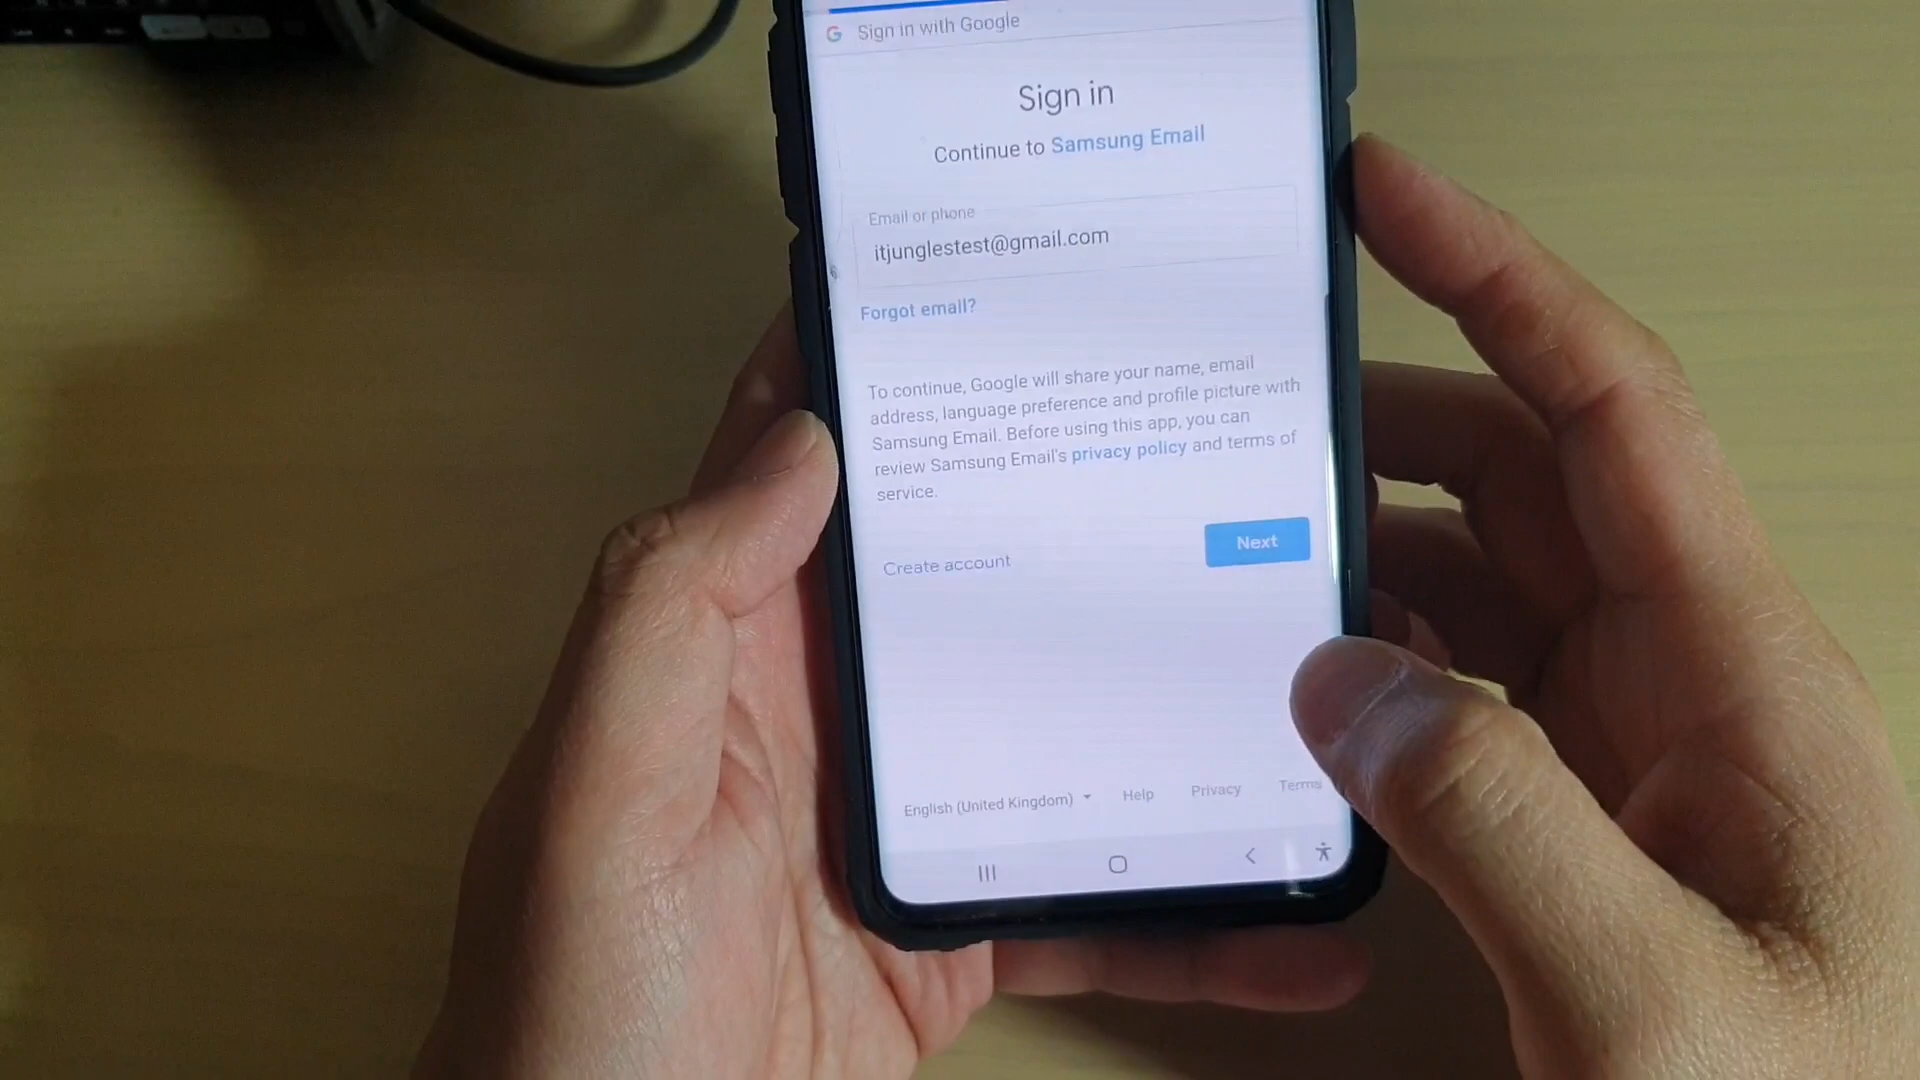 Sign in with Google
Sign in
Continue to Samsung Email
Email or phone
itjunglestest@gmail.com
Forgot email?
To continue, Google will share your name, email
address, language preference and profile picture with
Samsung Email. Before using this app, you can
review Samsung Email's privacy policy and terms of
service.
Create account
Next
English (United Kingdom) Help Privacy Terms